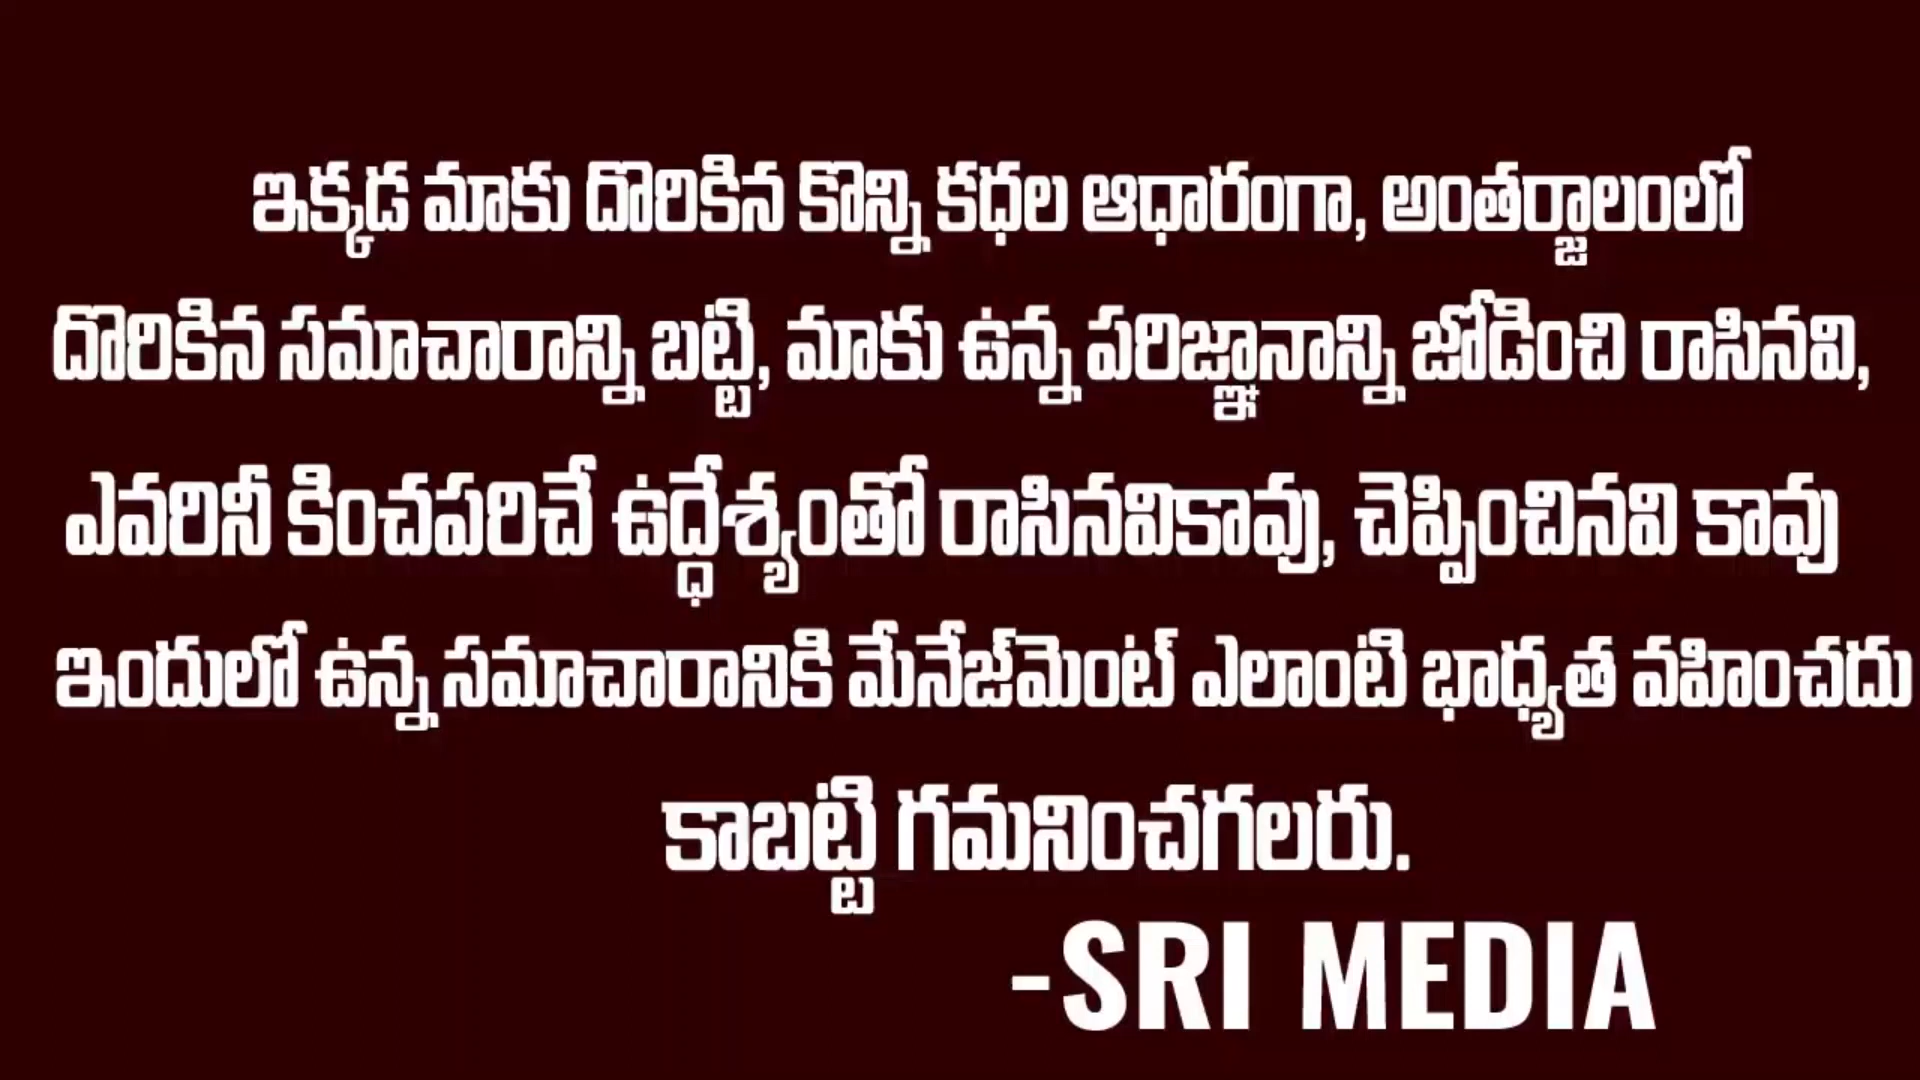 ఇక్కడ మాకు దొరికిన కొన్ని కధల ఆధారంగా, అంతర్జాలంలో
దొరికిన సమాచారాన్ని బట్టి, మాకు ఉన్న పరిజ్ఞానాన్ని జోడించి రాసినవి,
ఎవరినీ కించపరిచే ఉద్ధేశ్యంతో రాసినవికావు, చెప్పించినవి కావు
ఇందులో ఉన్న సమాచారానికి మేనేజ్‌మెంట్ ఎలాంటి భాధ్యత వహించదు
కాబట్టి గమనించగలరు.
-SRI MEDIA